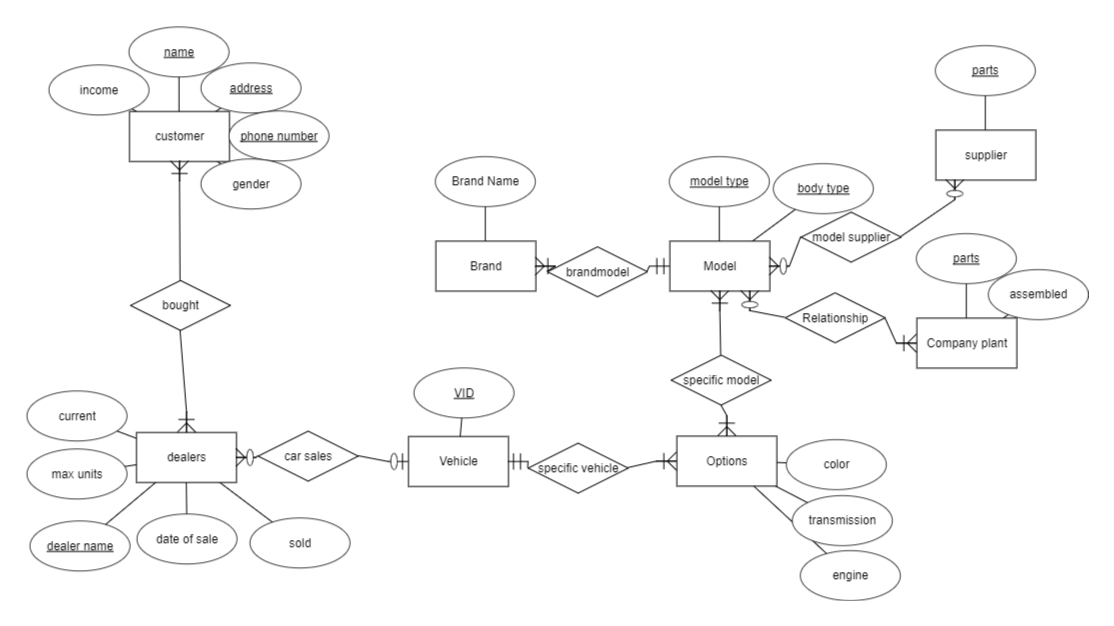 name
income
address
customer
phone number
gender
parts
supplier
Brand Name
model type
body type
model supplier
Brand
brandmodel
Model
parts
assembled
bought
Relationship
Company plant
specific model
VID
current
max units
dealers
car sales
Vehicle
specific vehicle
Options
color
transmission
dealer name
date of sale
sold
engine